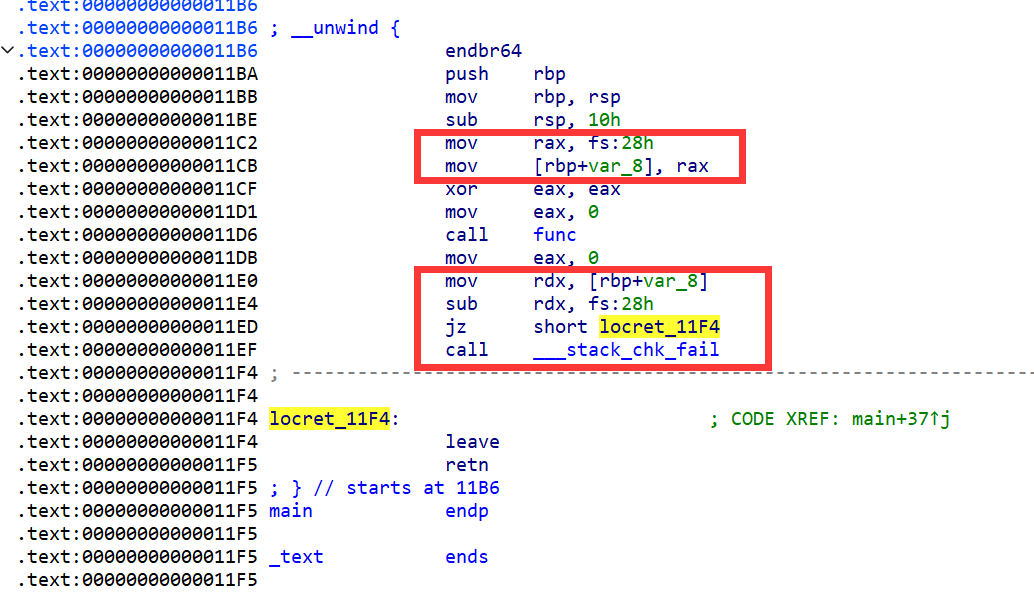 .text:00000000000011B6
.text:00000000000011B6 ; __unwind {
.text:00000000000011B6 endbr64
.text:00000000000011BA push rbp
.text:00000000000011BB mov rbp, rsp
.text:00000000000011BE sub rsp, 10h
.text:00000000000011C2 mov rax, fs:28h
.text:00000000000011CB mov [rbp+var_8], rax
.text:00000000000011CF xor eax, eax
.text:00000000000011D1 mov eax, 0
.text:00000000000011D6 call func
.text:00000000000011DB mov eax, 0
.text:00000000000011E0 mov rdx, [rbp+var_8]
.text:00000000000011E4 sub rdx, fs:28h
.text:00000000000011ED jz short locret_11F4
.text:00000000000011EF call ___stack_chk_fail
.text:00000000000011F4 ; ---------------------------------------------------------------------------
.text:00000000000011F4
.text:00000000000011F4 locret_11F4: ; CODE XREF: main+37↑j
.text:00000000000011F4 leave
.text:00000000000011F5 retn
.text:00000000000011F5 ; } // starts at 11B6
.text:00000000000011F5 main endp
.text:00000000000011F5
.text:00000000000011F5 _text ends
.text:00000000000011F5